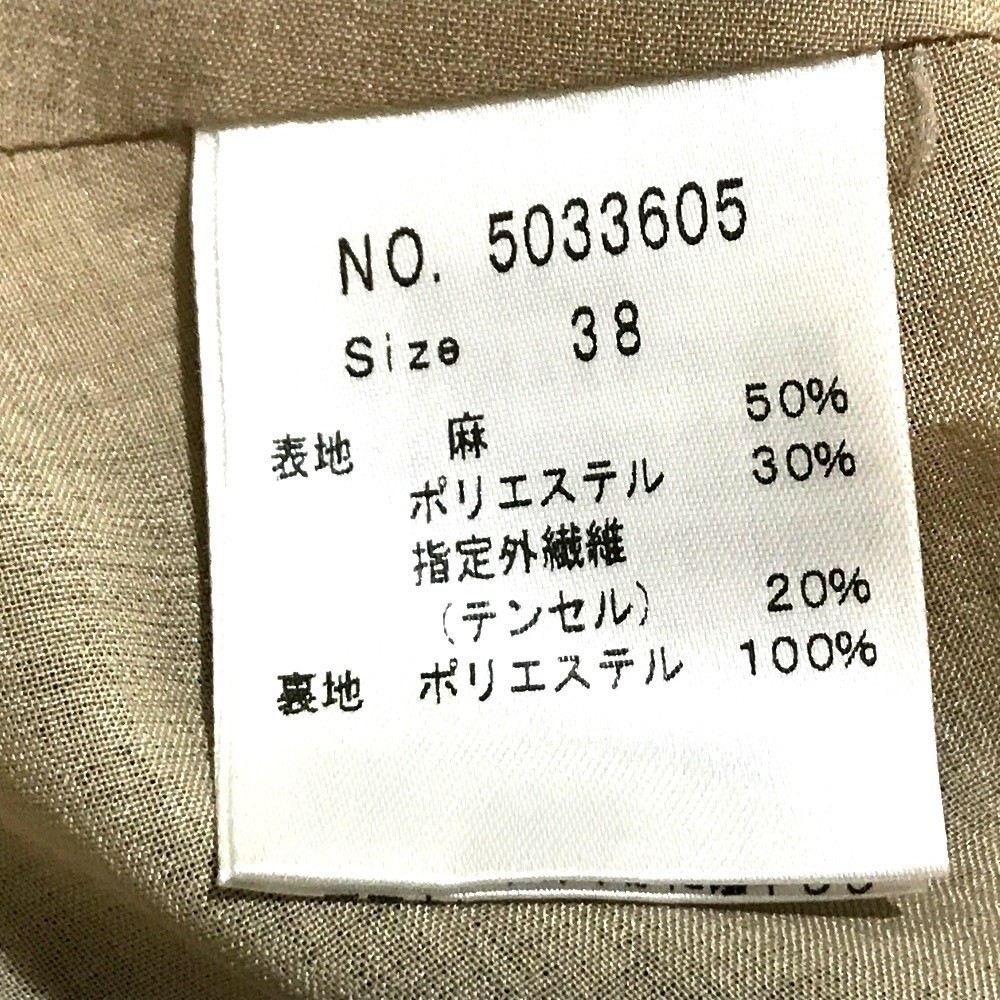 NO. 5033605
Size 38
表地 麻 50%
ポリエステル 30%
指定外繊維
(テンセル) 20%
裏地 ポリエステル 100%